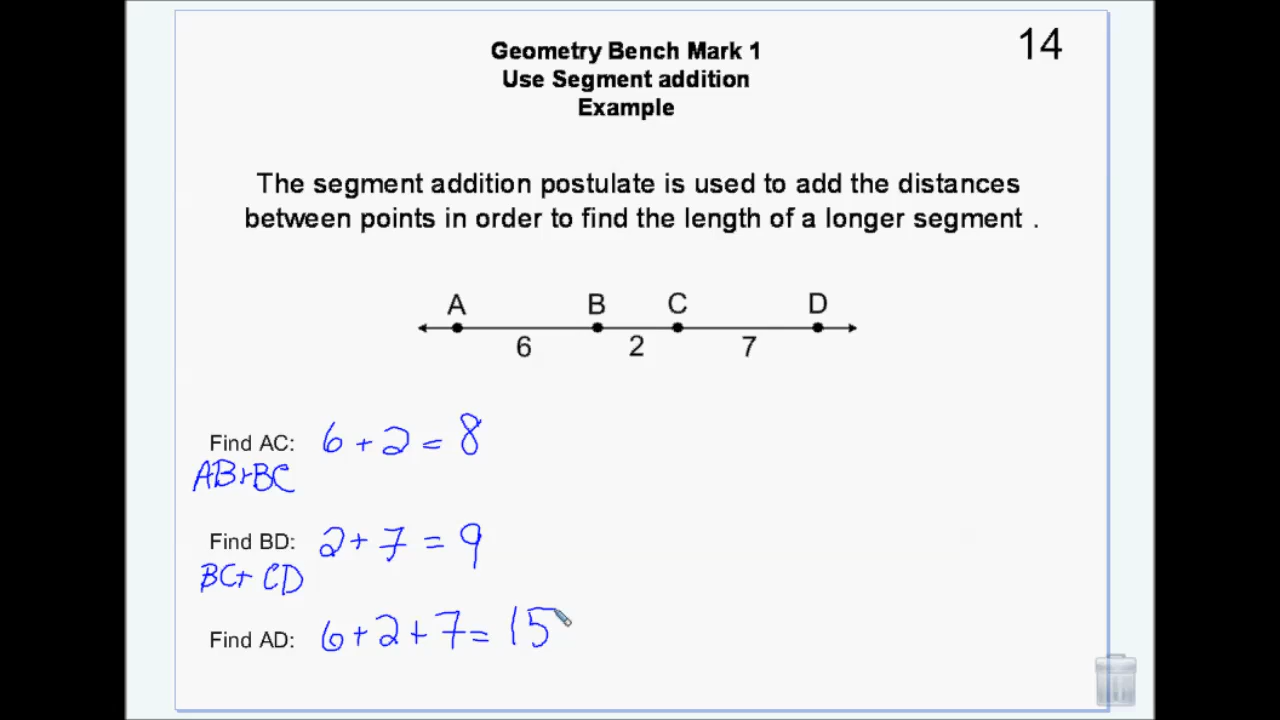 14
Geometry Bench Mark 1
Use Segment addition
Example
The segment addition postulate is used to add the distances
between points in order to find the length of a longer segment .
A B C D
6 2 7
Find AC: 6+2=8
AB+BC
Find BD: 2+7=9
BC+CD
Find AD: 6+2+7=15